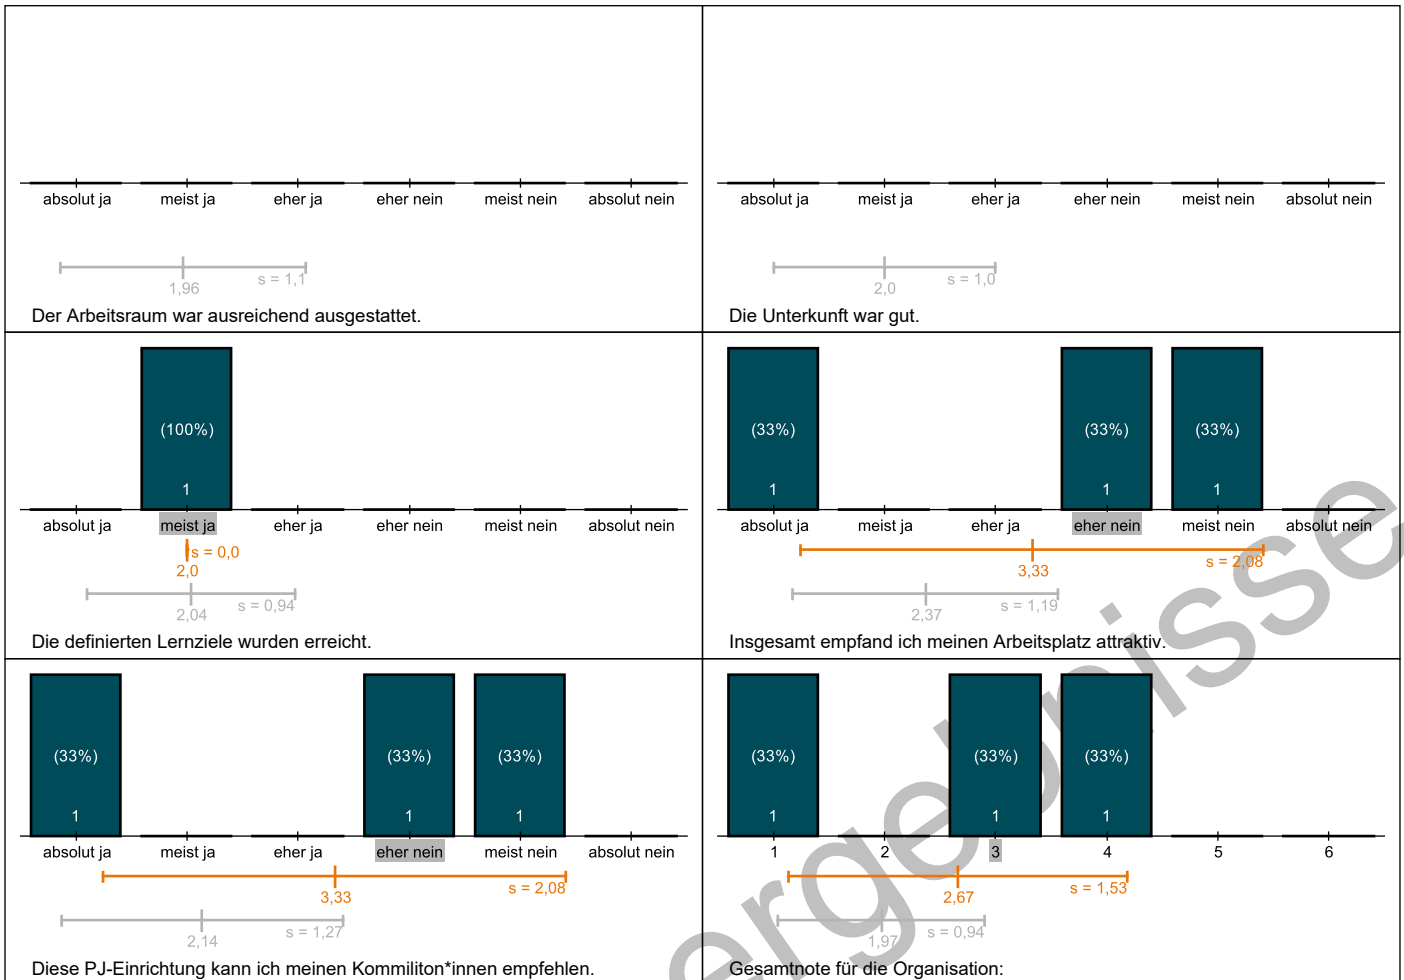 absolut ja meist ja eher ja eher nein meist nein absolut nein
s = 1,1
1,96
Der Arbeitsraum war ausreichend ausgestattet.
absolut ja meist ja eher ja eher nein meist nein absolut nein
s = 1,0
2,0
Die Unterkunft war gut.
(100%)
1
absolut ja meist ja eher ja eher nein meist nein absolut nein
s = 0,0
2,0
s = 0,94
2,04
Die definierten Lernziele wurden erreicht.
(33%) (33%) (33%)
1 1 1
absolut ja meist ja eher ja eher nein meist nein absolut nein
s = 2,08
3,33
s = 1,19
2,37
Insgesamt empfand ich meinen Arbeitsplatz attraktiv.
(33%) (33%) (33%)
1 1 1
absolut ja meist ja eher ja eher nein meist nein absolut nein
s = 2,08
3,33
s = 1,27
2,14
Diese PJ-Einrichtung kann ich meinen Kommiliton*innen empfehlen.
(33%) (33%) (33%)
1 1 1
1 2 3 4 5 6
s = 1,53
2,67
s = 0,94
1,97
Gesamtnote für die Organisation:
ergebnisse